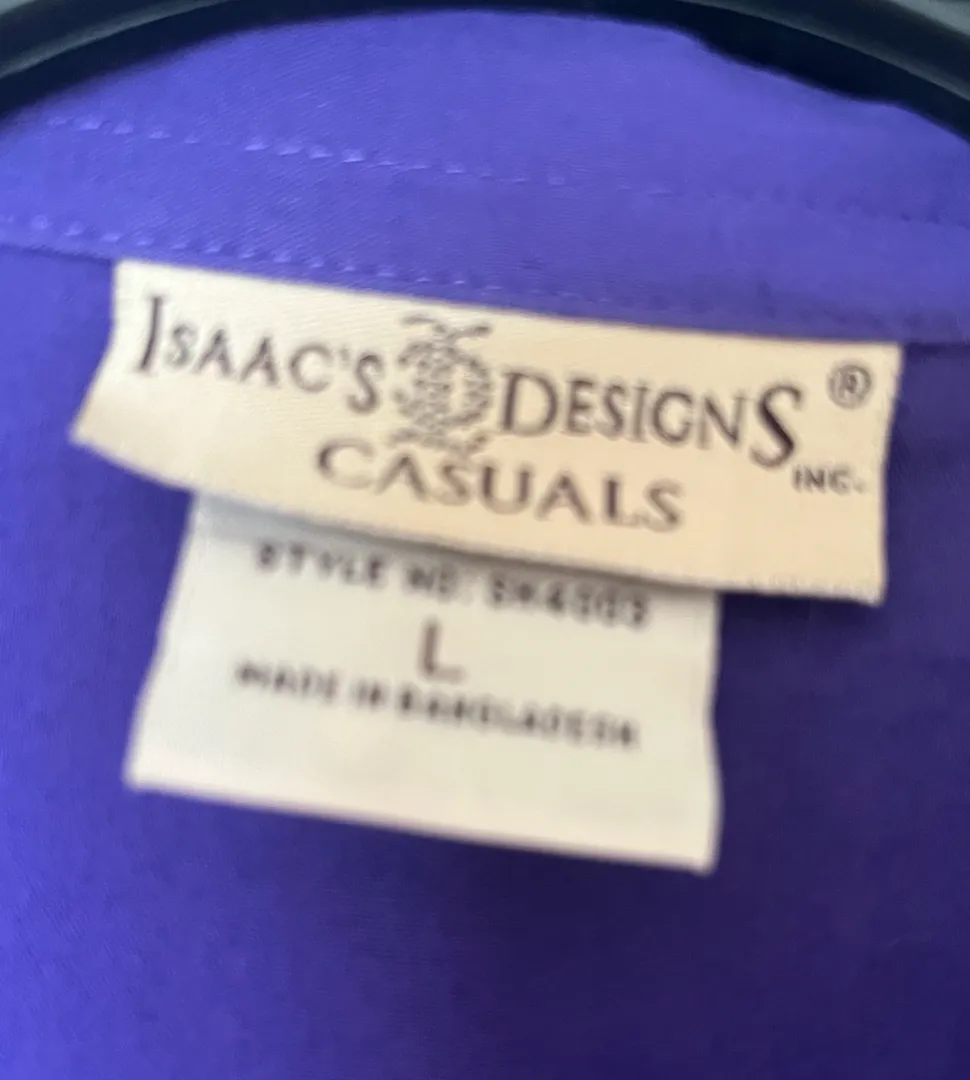 ISAAC'S DESIGNS ®
INC.
CASUALS
STYLE NO:
L
MADE IN BANGLADESH